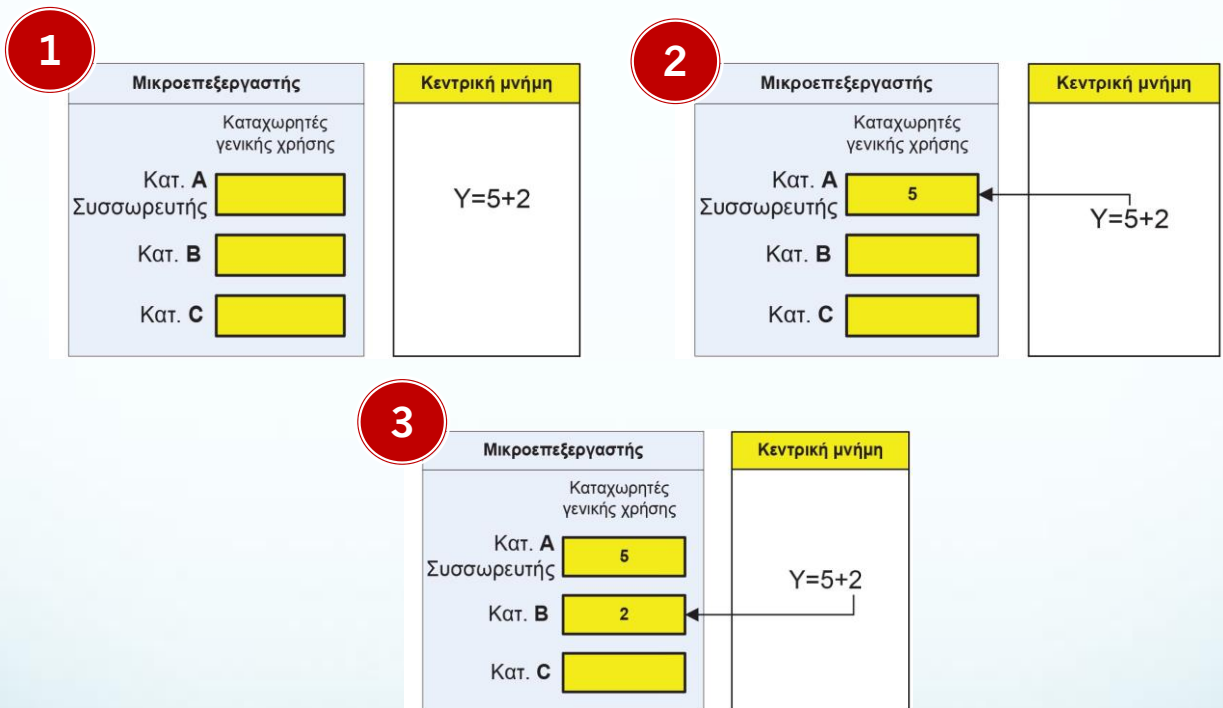 1
Μικροεπεξεργαστής
Καταχωρητές
γενικής χρήσης
Κατ. A
Συσσωρευτής
Κατ. B
Κατ. C
Κεντρική μνήμη
Y=5+2
2
Μικροεπεξεργαστής
Καταχωρητές
γενικής χρήσης
Κατ. A
Συσσωρευτής
5
Κατ. B
Κατ. C
Κεντρική μνήμη
Y=5+2
3
Μικροεπεξεργαστής
Καταχωρητές
γενικής χρήσης
Κατ. A
Συσσωρευτής
5
Κατ. B
2
Κατ. C
Κεντρική μνήμη
Y=5+2